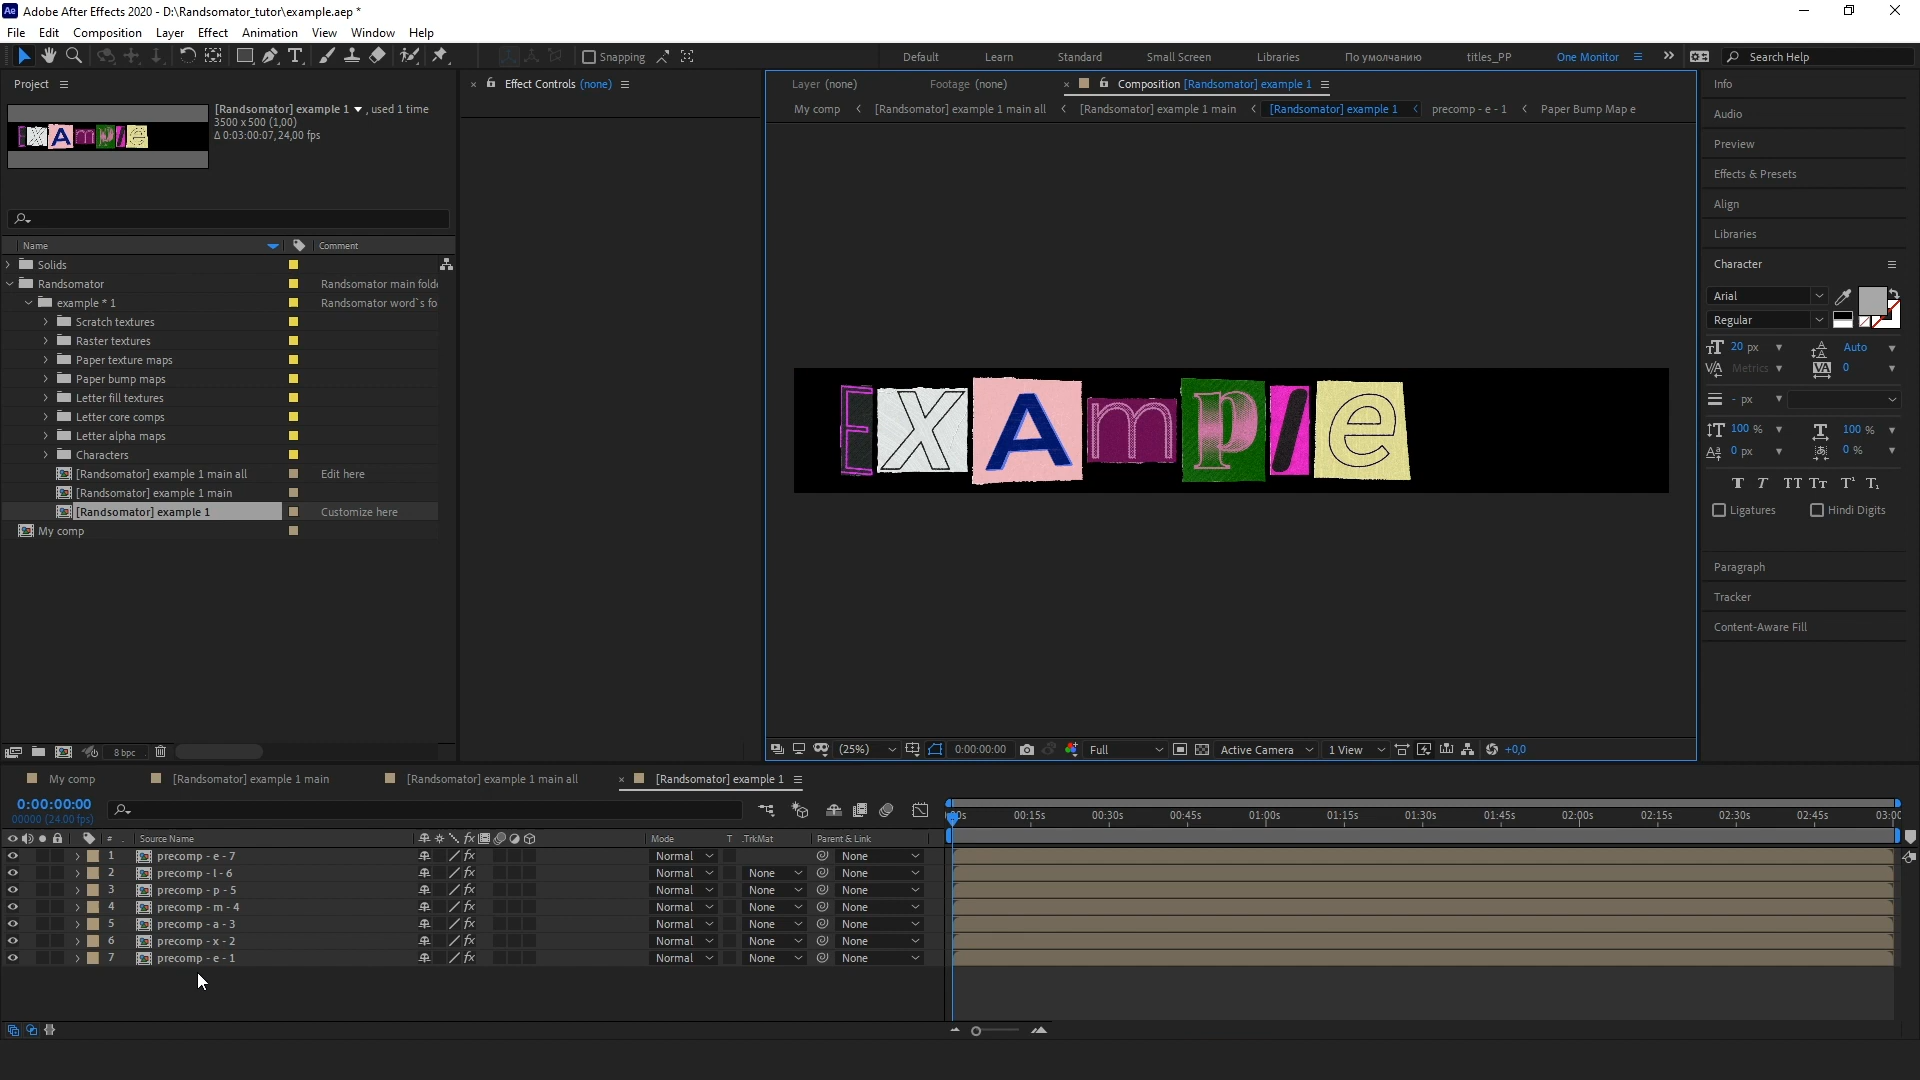 Adobe After Effects 2020 - D:\Randsomator_tutor\example.aep *
File Edit Composition Layer Effect Animation View Window Help
Snapping
Default Learn Standard Small Screen Libraries По умолчанию titles_PP One Monitor Search Help
Project
[Randsomator] example 1 , used 1 time
3500 x 500 (1,00)
Δ 0:03:00:07, 24,00 fps
Name Comment
Solids
Randsomator Randsomator main folde
example * 1 Randsomator word`s fo
Scratch textures
Raster textures
Paper texture maps
Paper bump maps
Letter fill textures
Letter core comps
Letter alpha maps
Characters
[Randsomator] example 1 main all Edit here
[Randsomator] example 1 main
[Randsomator] example 1 Customize here
My comp
8 bpc
Effect Controls (none)
Layer (none) Footage (none) Composition [Randsomator] example 1
My comp [Randsomator] example 1 main all [Randsomator] example 1 main [Randsomator] example 1 precomp - e - 1 Paper Bump Map e
EXAmple
(25%) 0:00:00:00 Full Active Camera 1 View +0,0
Info
Audio
Preview
Effects & Presets
Align
Libraries
Character
Arial
Regular
20 px Auto
Metrics 0
- px
100 % 100 %
0 px 0 %
Ligatures Hindi Digits
Paragraph
Tracker
Content-Aware Fill
My comp [Randsomator] example 1 main [Randsomator] example 1 main all [Randsomator] example 1
0:00:00:00
00000 (24.00 fps)
00s 00:15s 00:30s 00:45s 01:00s 01:15s 01:30s 01:45s 02:00s 02:15s 02:30s 02:45s 03:00
# Source Name Mode T .TrkMat Parent & Link
1 precomp - e - 7 Normal None
2 precomp - l - 6 Normal None None
3 precomp - p - 5 Normal None None
4 precomp - m - 4 Normal None None
5 precomp - a - 3 Normal None None
6 precomp - x - 2 Normal None None
7 precomp - e - 1 Normal None None